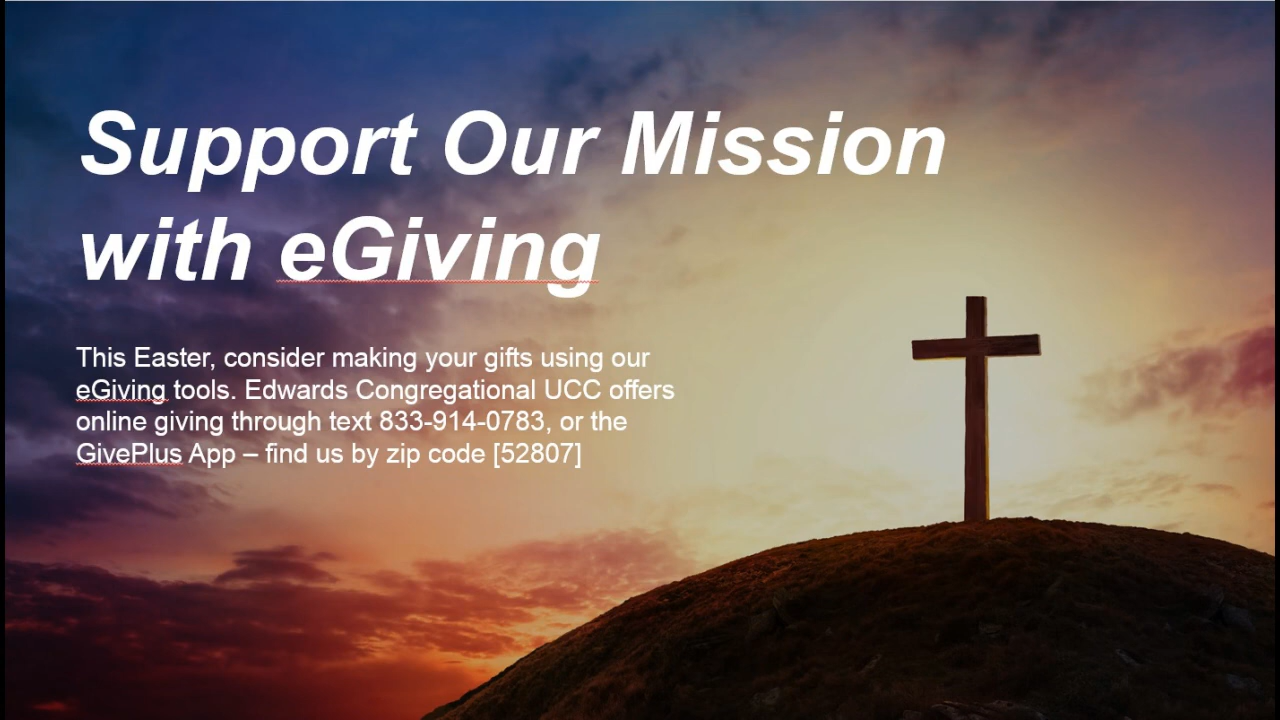 Support Our Mission
with eGiving
This Easter, consider making your gifts using our
eGiving tools. Edwards Congregational UCC offers
online giving through text 833-914-0783, or the
GivePlus App – find us by zip code [52807]